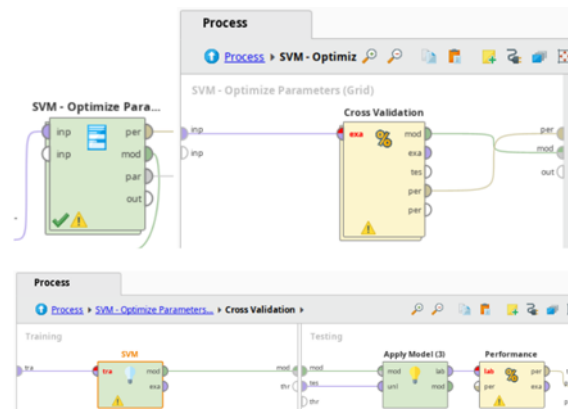 Process
Process ▸ SVM - Optimiz
SVM - Optimize Parameters (Grid)
SVM - Optimize Para...
inp per
inp mod
par
out
Cross Validation
inp exa mod per
inp exa mod
tes out
per
per
Process
Process ▸ SVM - Optimize Parameters... ▸ Cross Validation ▸
Training Testing
SVM Apply Model (3) Performance
tra tra mod mod mod mod lab lab per
exa thr tes unl mod per exa
thr